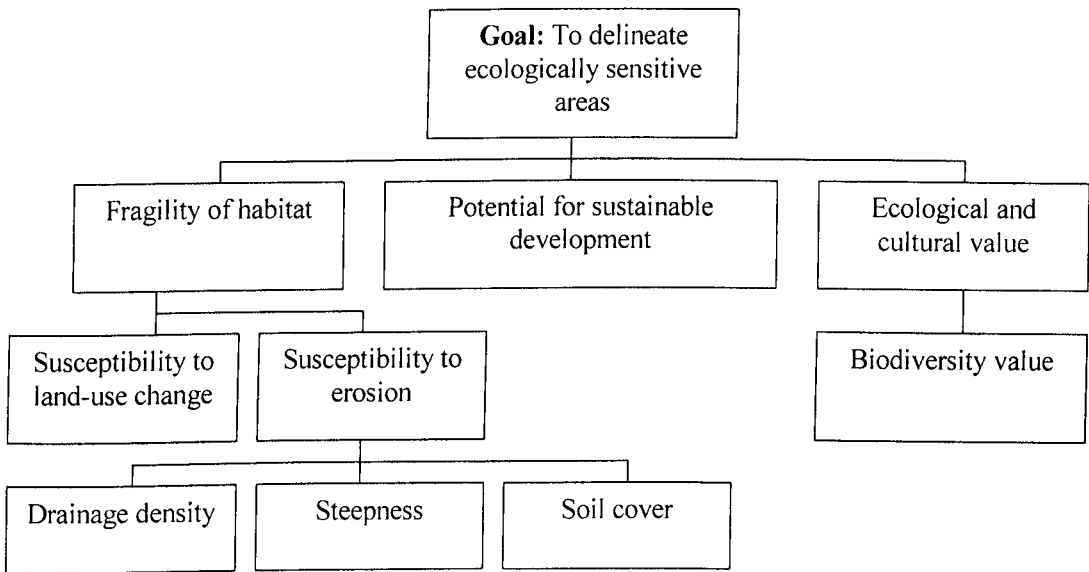 Goal: To delineate
ecologically sensitive
areas
Fragility of habitat
Potential for sustainable
development
Ecological and
cultural value
Susceptibility to
land-use change
Susceptibility to
erosion
Biodiversity value
Drainage density
Steepness
Soil cover